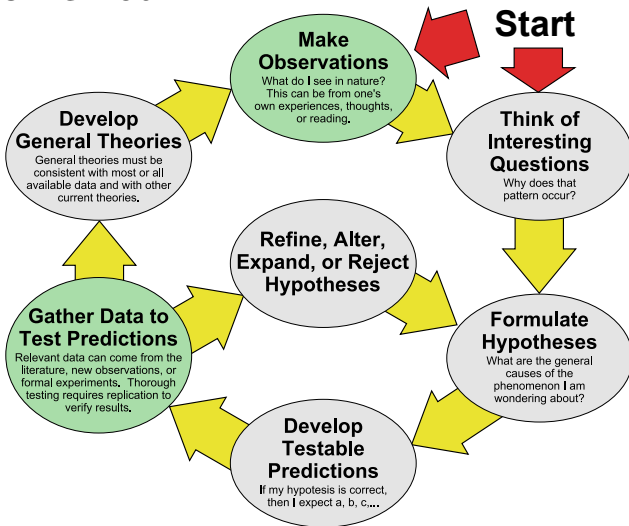 Start
Make
Observations
What do I see in nature?
This can be from one's
own experiences, thoughts,
or reading.
Think of
Interesting
Questions
Why does that
pattern occur?
Formulate
Hypotheses
What are the general
causes of the
phenomenon I am
wondering about?
Develop
Testable
Predictions
If my hypotesis is correct,
then I expect a, b, c,...
Gather Data to
Test Predictions
Relevant data can come from the
literature, new observations, or
formal experiments. Thorough
testing requires replication to
verify results.
Refine, Alter,
Expand, or Reject
Hypotheses
Develop
General Theories
General theories must be
consistent with most or all
available data and with other
current theories.